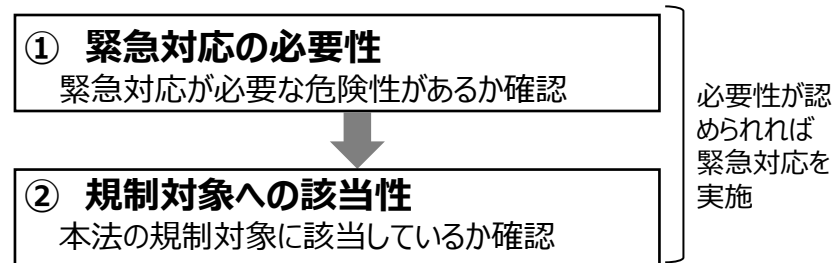 ① 緊急対応の必要性
緊急対応が必要な危険性があるか確認
② 規制対象への該当性
本法の規制対象に該当しているか確認
必要性が認
められれば
緊急対応を
実施